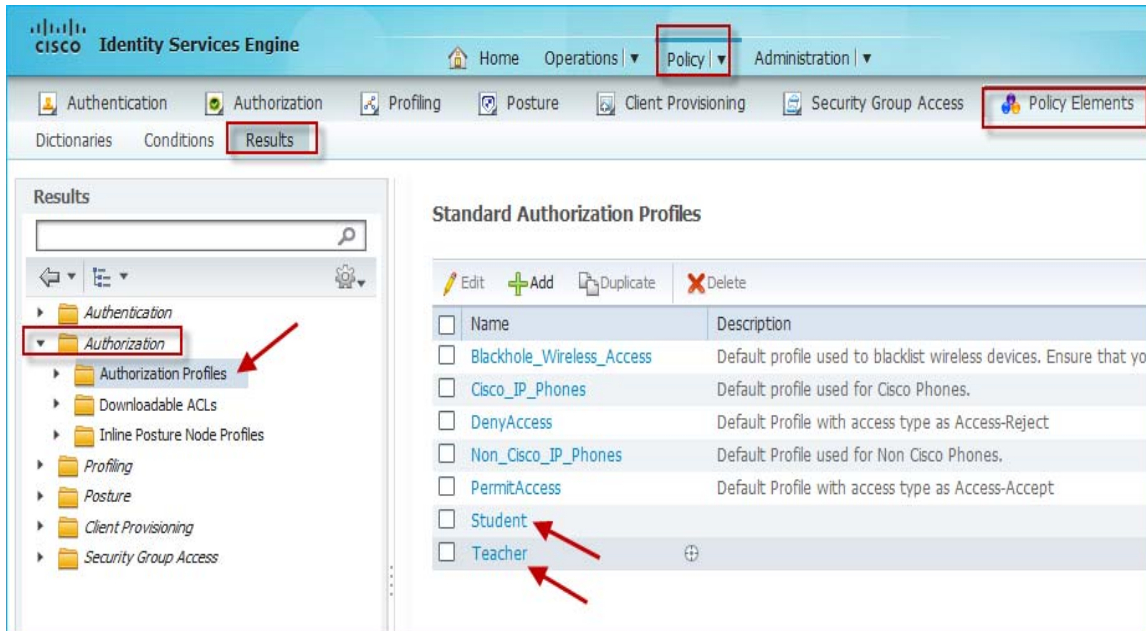 CISCO Identity Services Engine
Home Operations | ▼ Policy | ▼ Administration | ▼
Authentication Authorization Profiling Posture Client Provisioning Security Group Access Policy Elements
Dictionaries Conditions Results
Results
Standard Authorization Profiles
Edit Add Duplicate Delete
Name Description
Blackhole_Wireless_Access Default profile used to blacklist wireless devices. Ensure that yo
Cisco_IP_Phones Default profile used for Cisco Phones.
DenyAccess Default Profile with access type as Access-Reject
Non_Cisco_IP_Phones Default Profile used for Non Cisco Phones.
PermitAccess Default Profile with access type as Access-Accept
Student
Teacher
Authentication
Authorization
Authorization Profiles
Downloadable ACLs
Inline Posture Node Profiles
Profiling
Posture
Client Provisioning
Security Group Access